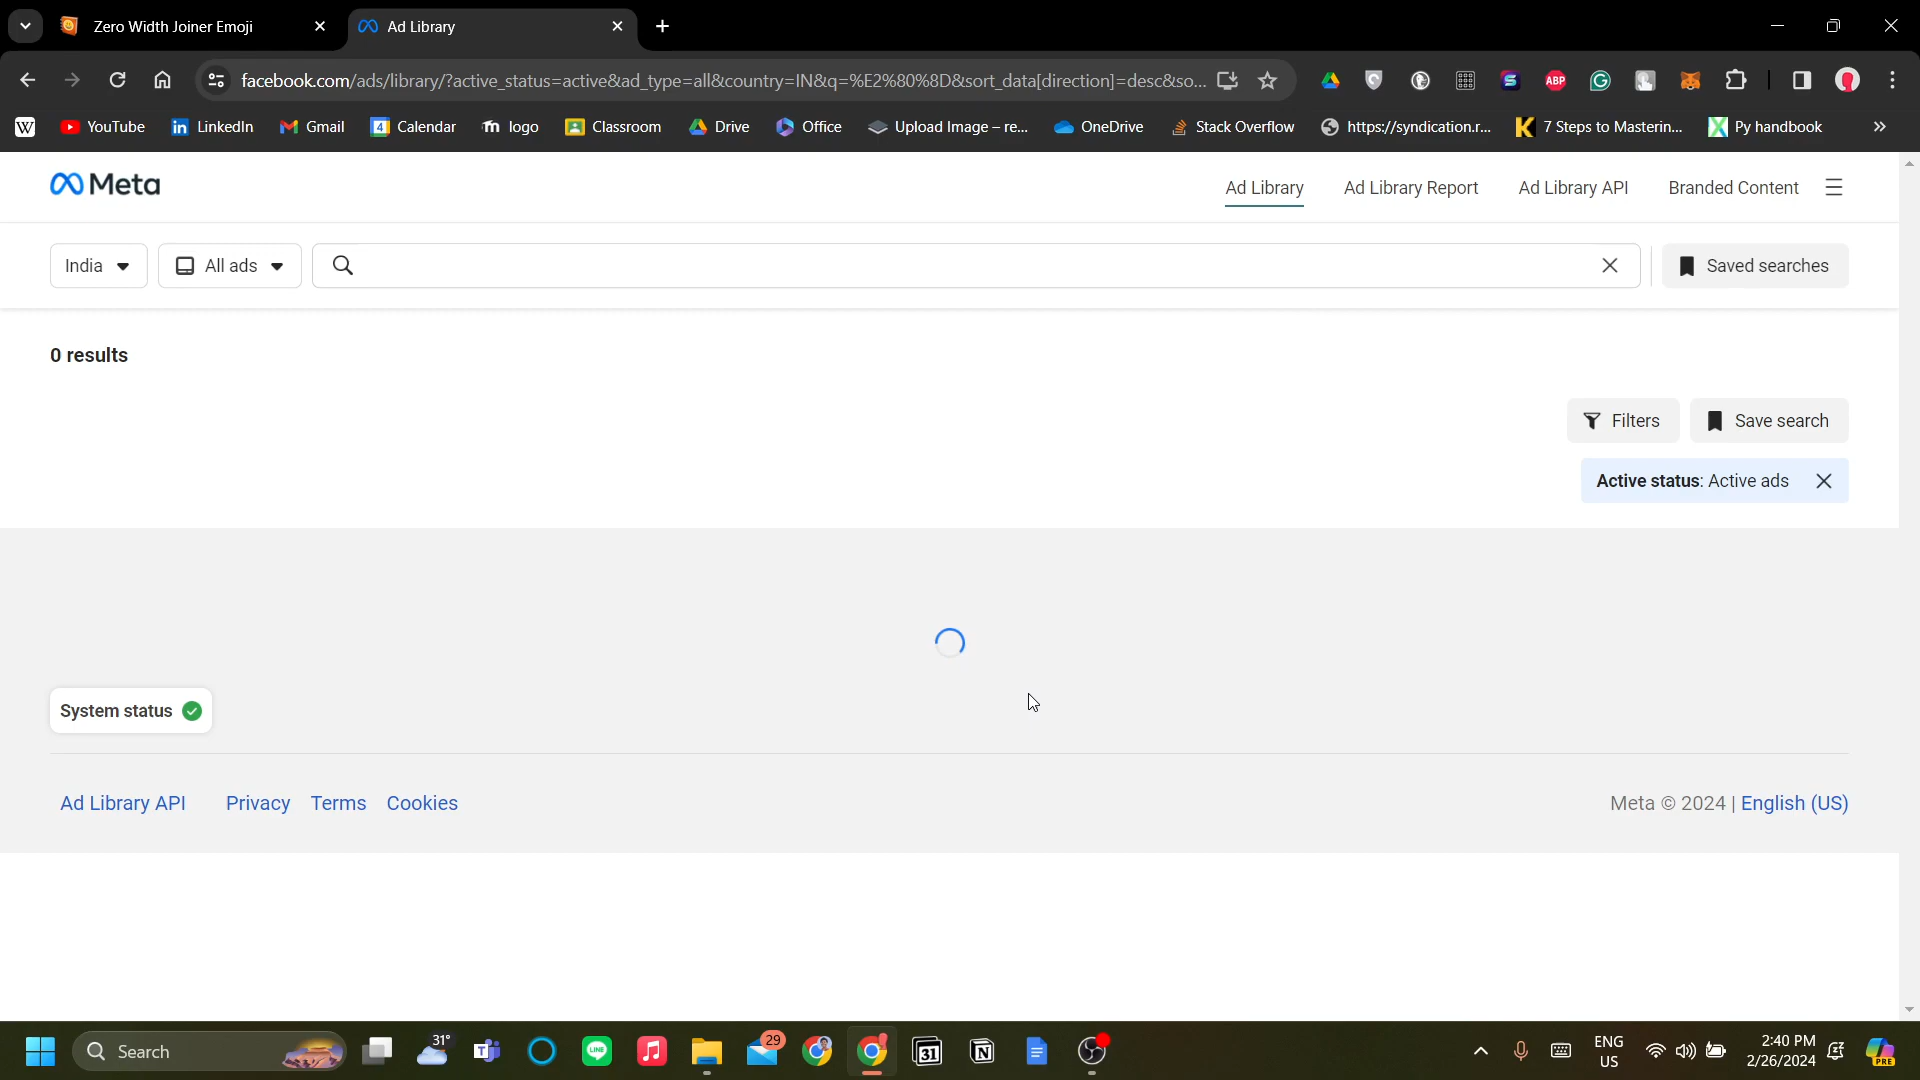 Zero Width Joiner Emoji
Ad Library
facebook.com/ads/library/?active_status=active&ad_type=all&country=IN&q=%E2%80%8D&sort_data[direction]=desc&so...
ABP
YouTube LinkedIn Gmail Calendar logo Classroom Drive Office Upload Image – re... OneDrive Stack Overflow https://syndication.r... 7 Steps to Masterin... Py handbook
Meta
Ad Library Ad Library Report Ad Library API Branded Content
India All ads Saved searches
0 results
Filters Save search
Active status: Active ads
System status
Ad Library API Privacy Terms Cookies Meta © 2024 | English (US)
Search 31° 29 LINE 31 ENG 2:40 PM
US 2/26/2024 PRE